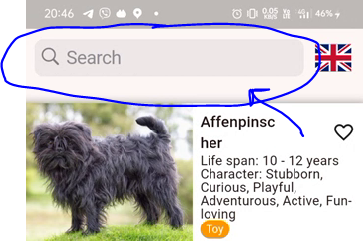 20:46 0.05 KB/s 4G 46%
Search
Affenpinsc
her
Life span: 10 - 12 years
Character: Stubborn,
Curious, Playful,
Adventurous, Active, Fun-
loving
Toy